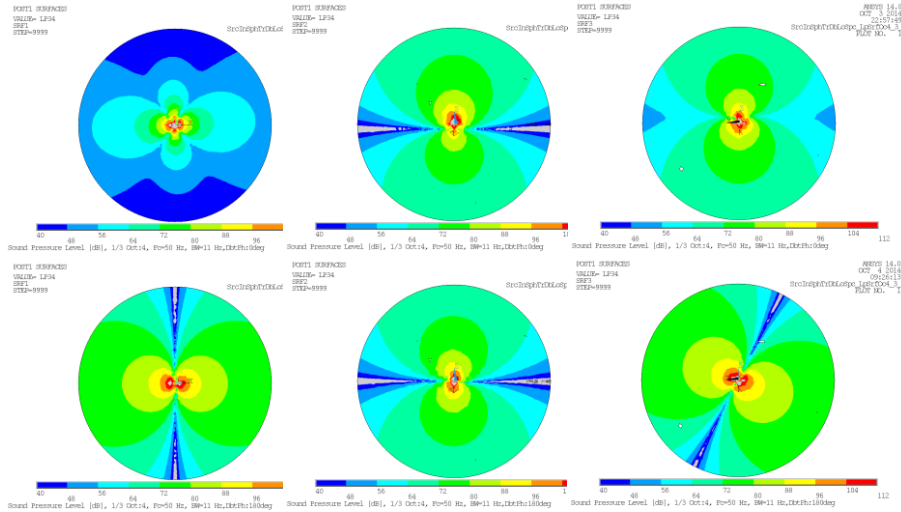 POST1 SURFACES
VALUE= LP34
SRF1
STEP=9999
SrcInSphTrDbLoS
40 48 56 64 72 80 88 96
Sound Pressure Level [dB], 1/3 Oct:4, Fc=50 Hz, BW=11 Hz,DbtPh:0deg
POST1 SURFACES
VALUE= LP34
SRF2
STEP=9999
SrcInSphTrDbLoSp
40 48 56 64 72 80 88 96 1
Sound Pressure Level [dB], 1/3 Oct:4, Fc=50 Hz, BW=11 Hz,DbtPh:0deg
POST1 SURFACES
VALUE= LP34
SRF3
STEP=9999
ANSYS 14.0
OCT 3 2014
22:57:49
PLOT NO. 1
40 48 56 64 72 80 88 96 104 112
Sound Pressure Level [dB], 1/3 Oct:4, Fc=50 Hz, BW=11 Hz,DbtPh:0deg
POST1 SURFACES
VALUE= LP34
SRF1
STEP=9999
SrcInSphTrDbLoS
40 48 56 64 72 80 88 96
Sound Pressure Level [dB], 1/3 Oct:4, Fc=50 Hz, BW=11 Hz,DbtPh:180deg
POST1 SURFACES
VALUE= LP34
SRF2
STEP=9999
SrcInSphTrDbLoSp
40 48 56 64 72 80 88 96 1
Sound Pressure Level [dB], 1/3 Oct:4, Fc=50 Hz, BW=11 Hz,DbtPh:180deg
POST1 SURFACES
VALUE= LP34
SRF3
STEP=9999
ANSYS 14.0
OCT 4 2014
09:26:13
PLOT NO. 1
40 48 56 64 72 80 88 96 104 112
Sound Pressure Level [dB], 1/3 Oct:4, Fc=50 Hz, BW=11 Hz,DbtPh:180deg